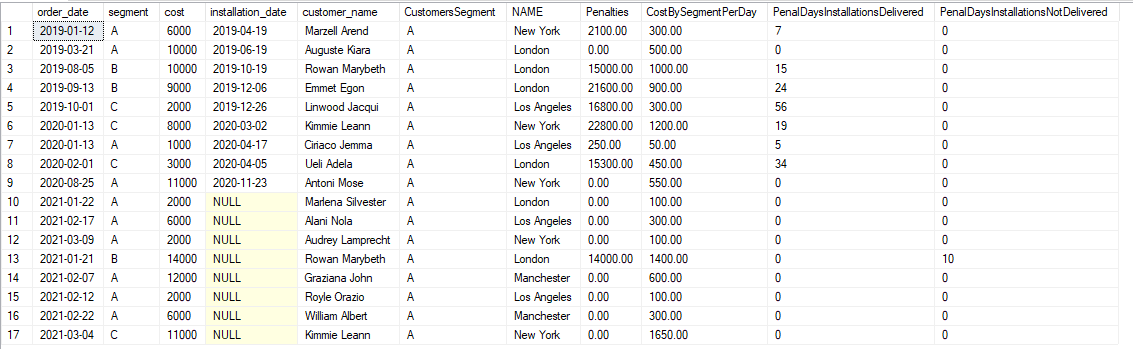 order_date segment cost installation_date customer_name CustomersSegment NAME Penalties CostBySegmentPerDay PenalDaysInstallationsDelivered PenalDaysInstallationsNotDelivered
1 2019-01-12 A 6000 2019-04-19 Marzell Arend A New York 2100.00 300.00 7 0
2 2019-03-21 A 10000 2019-06-19 Auguste Kiara A London 0.00 500.00 0 0
3 2019-08-05 B 10000 2019-10-19 Rowan Marybeth A London 15000.00 1000.00 15 0
4 2019-09-13 B 9000 2019-12-06 Emmet Egon A London 21600.00 900.00 24 0
5 2019-10-01 C 2000 2019-12-26 Linwood Jacqui A Los Angeles 16800.00 300.00 56 0
6 2020-01-13 C 8000 2020-03-02 Kimmie Leann A New York 22800.00 1200.00 19 0
7 2020-01-13 A 1000 2020-04-17 Ciriaco Jemma A Los Angeles 250.00 50.00 5 0
8 2020-02-01 C 3000 2020-04-05 Ueli Adela A London 15300.00 450.00 34 0
9 2020-08-25 A 11000 2020-11-23 Antoni Mose A New York 0.00 550.00 0 0
10 2021-01-22 A 2000 NULL Marlena Silvester A London 0.00 100.00 0 0
11 2021-02-17 A 6000 NULL Alani Nola A Los Angeles 0.00 300.00 0 0
12 2021-03-09 A 2000 NULL Audrey Lamprecht A New York 0.00 100.00 0 0
13 2021-01-21 B 14000 NULL Rowan Marybeth A London 14000.00 1400.00 0 10
14 2021-02-07 A 12000 NULL Graziana John A Manchester 0.00 600.00 0 0
15 2021-02-12 A 2000 NULL Royle Orazio A Los Angeles 0.00 100.00 0 0
16 2021-02-22 A 6000 NULL William Albert A Manchester 0.00 300.00 0 0
17 2021-03-04 C 11000 NULL Kimmie Leann A New York 0.00 1650.00 0 0